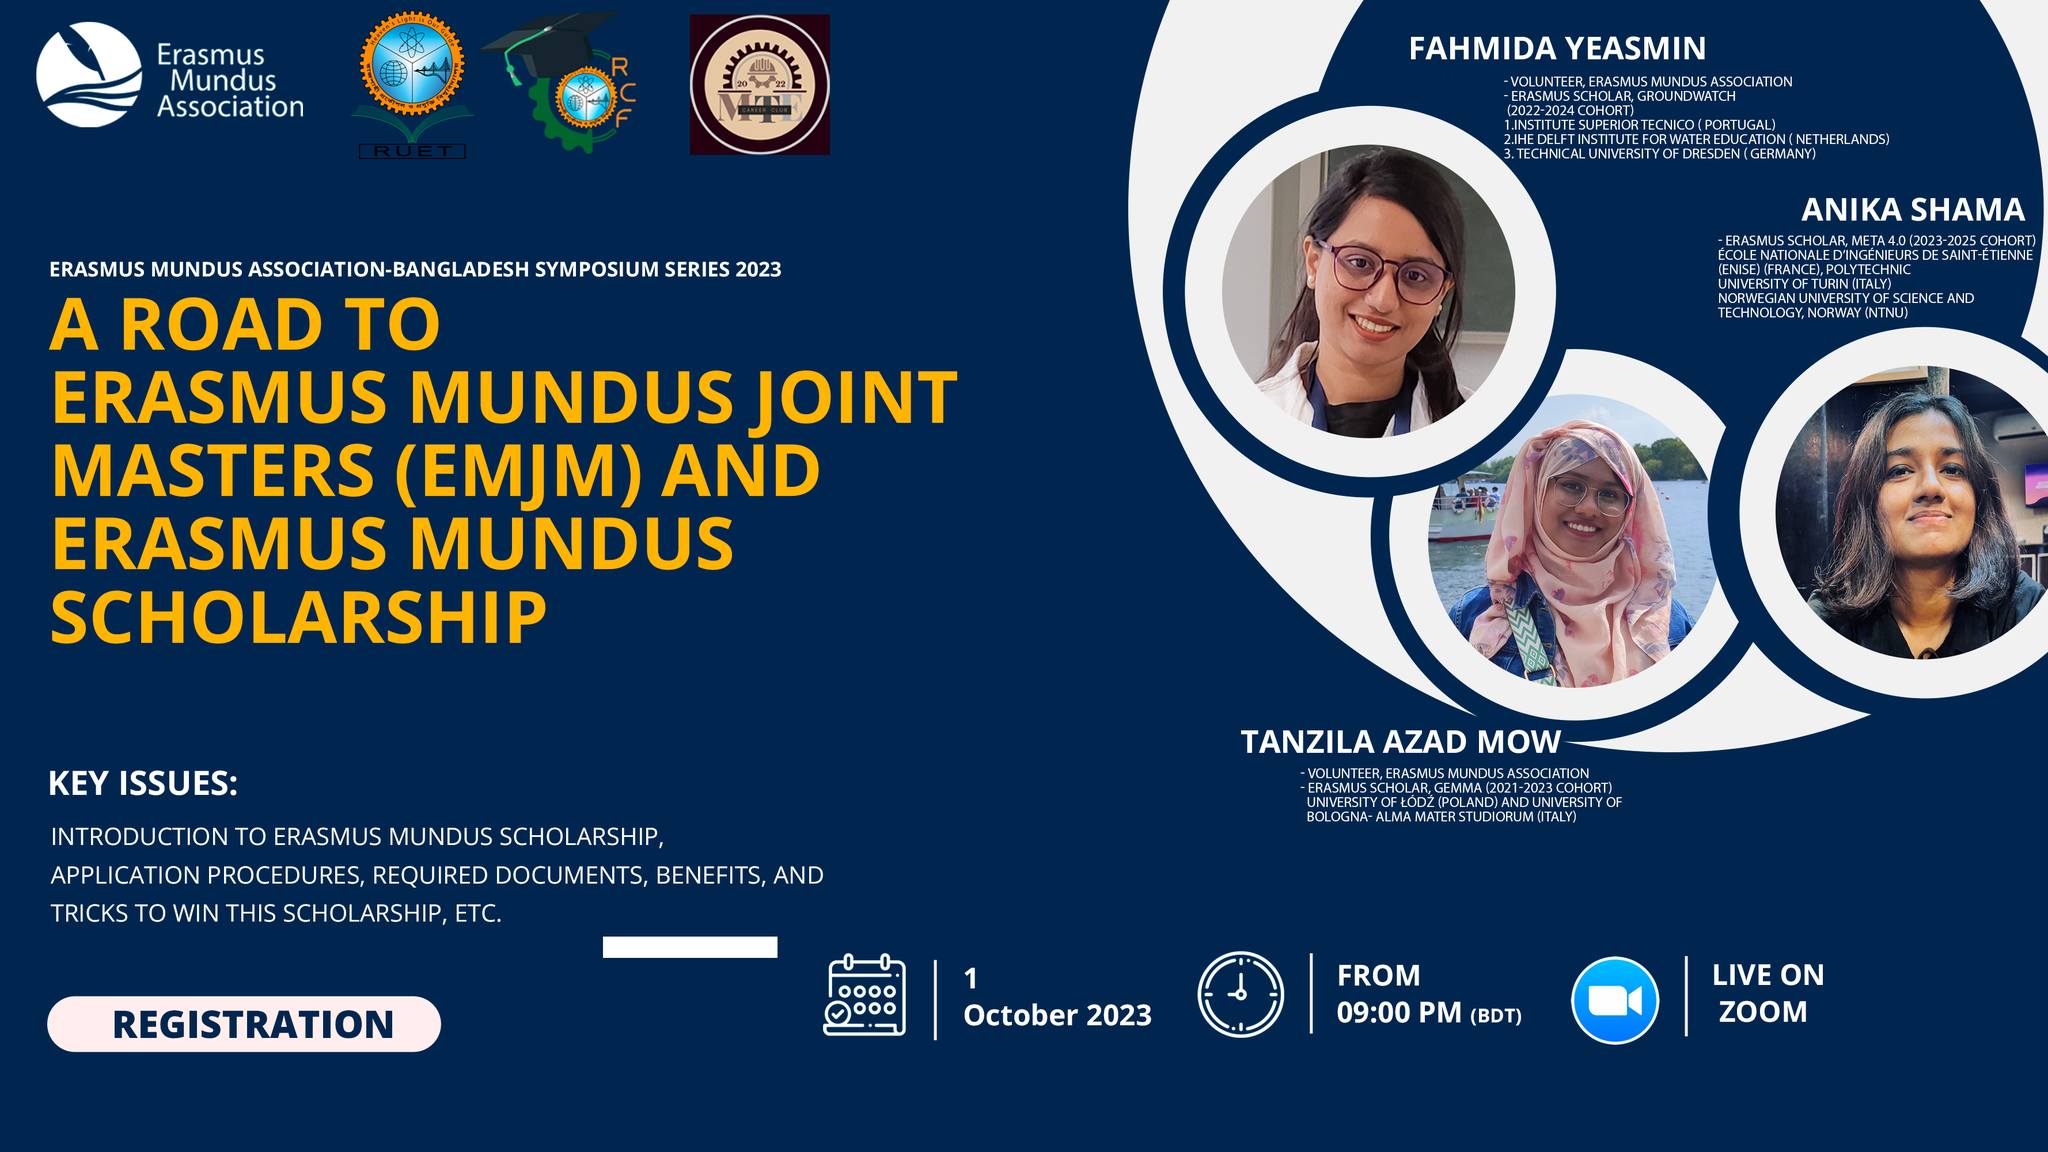 Erasmus
Mundus
Association
RUET
RCF
20 22
MTE
CAREER CLUB
ERASMUS MUNDUS ASSOCIATION-BANGLADESH SYMPOSIUM SERIES 2023
A ROAD TO
ERASMUS MUNDUS JOINT
MASTERS (EMJM) AND
ERASMUS MUNDUS
SCHOLARSHIP
KEY ISSUES:
INTRODUCTION TO ERASMUS MUNDUS SCHOLARSHIP,
APPLICATION PROCEDURES, REQUIRED DOCUMENTS, BENEFITS, AND
TRICKS TO WIN THIS SCHOLARSHIP, ETC.
REGISTRATION
FAHMIDA YEASMIN
- VOLUNTEER, ERASMUS MUNDUS ASSOCIATION
- ERASMUS SCHOLAR, GROUNDWATCH
(2022-2024 COHORT)
1.INSTITUTE SUPERIOR TECNICO ( PORTUGAL)
2.IHE DELFT INSTITUTE FOR WATER EDUCATION ( NETHERLANDS)
3. TECHNICAL UNIVERSITY OF DRESDEN ( GERMANY)
ANIKA SHAMA
- ERASMUS SCHOLAR, META 4.0 (2023-2025 COHORT)
ÉCOLE NATIONALE D'INGÉNIEURS DE SAINT-ÉTIENNE
(ENISE) (FRANCE), POLYTECHNIC
UNIVERSITY OF TURIN (ITALY)
NORWEGIAN UNIVERSITY OF SCIENCE AND
TECHNOLOGY, NORWAY (NTNU)
TANZILA AZAD MOW
- VOLUNTEER, ERASMUS MUNDUS ASSOCIATION
- ERASMUS SCHOLAR, GEMMA (2021-2023 COHORT)
UNIVERSITY OF ŁÓDŹ (POLAND) AND UNIVERSITY OF
BOLOGNA- ALMA MATER STUDIORUM (ITALY)
1
October 2023
FROM
09:00 PM (BDT)
LIVE ON
ZOOM